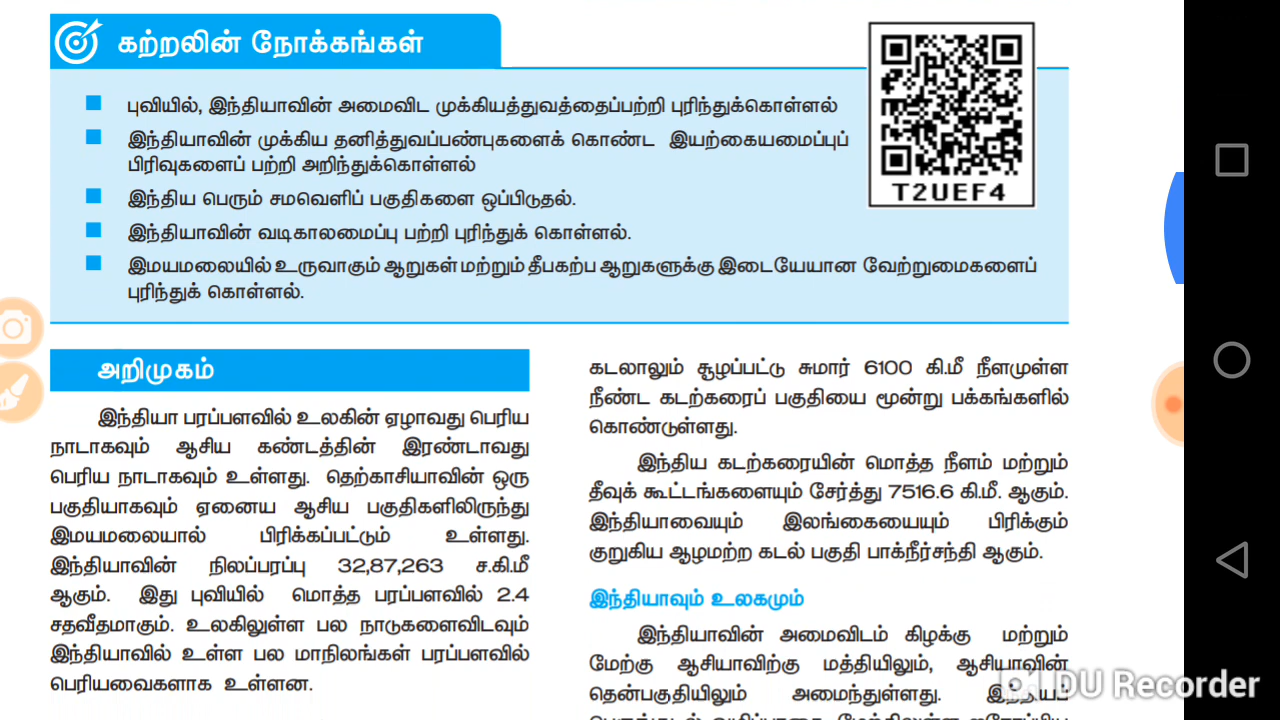 கற்றலின் நோக்கங்கள்
புவியில், இந்தியாவின் அமைவிட முக்கியத்துவத்தைப்பற்றி புரிந்துக்கொள்ளல்
இந்தியாவின் முக்கிய தனித்துவப்பண்புகளைக் கொண்ட இயற்கையமைப்புப்
பிரிவுகளைப் பற்றி அறிந்துக்கொள்ளல்
இந்திய பெரும் சமவெளிப் பகுதிகளை ஒப்பிடுதல்.
இந்தியாவின் வடிகாலமைப்பு பற்றி புரிந்துக் கொள்ளல்.
இமயமலையில் உருவாகும் ஆறுகள் மற்றும் தீபகற்ப ஆறுகளுக்கு இடையேயான வேற்றுமைகளைப்
புரிந்துக் கொள்ளல்.
T2UEF4
அறிமுகம்
இந்தியா பரப்பளவில் உலகின் ஏழாவது பெரிய
நாடாகவும் ஆசிய கண்டத்தின் இரண்டாவது
பெரிய நாடாகவும் உள்ளது. தெற்காசியாவின் ஒரு
பகுதியாகவும் ஏனைய ஆசிய பகுதிகளிலிருந்து
இமயமலையால் பிரிக்கப்பட்டும் உள்ளது.
இந்தியாவின் நிலப்பரப்பு 32,87,263 ச.கி.மீ
ஆகும். இது புவியில் மொத்த பரப்பளவில் 2.4
சதவீதமாகும். உலகிலுள்ள பல நாடுகளைவிடவும்
இந்தியாவில் உள்ள பல மாநிலங்கள் பரப்பளவில்
பெரியவைகளாக உள்ளன.
கடலாலும் சூழப்பட்டு சுமார் 6100 கி.மீ நீளமுள்ள
நீண்ட கடற்கரைப் பகுதியை மூன்று பக்கங்களில்
கொண்டுள்ளது.
இந்திய கடற்கரையின் மொத்த நீளம் மற்றும்
தீவுக் கூட்டங்களையும் சேர்த்து 7516.6 கி.மீ. ஆகும்.
இந்தியாவையும் இலங்கையையும் பிரிக்கும்
குறுகிய ஆழமற்ற கடல் பகுதி பாக்நீர்சந்தி ஆகும்.
இந்தியாவும் உலகமும்
இந்தியாவின் அமைவிடம் கிழக்கு மற்றும்
மேற்கு ஆசியாவிற்கு மத்தியிலும், ஆசியாவின்
தென்பகுதியிலும் அமைந்துள்ளது. இந்தியப்
DU Recorder